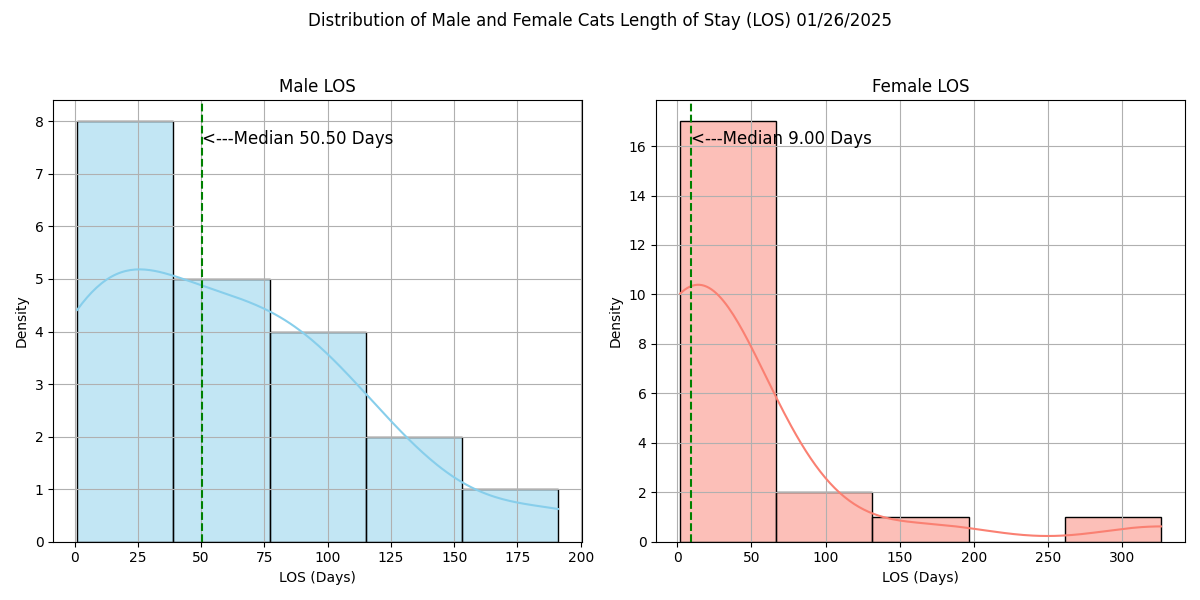 Distribution of Male and Female Cats Length of Stay (LOS) 01/26/2025
Male LOS
Density
8
7
6
5
4
3
2
1
0
<---Median 50.50 Days
0 25 50 75 100 125 150 175 200
LOS (Days)
Female LOS
Density
16
14
12
10
8
6
4
2
0
<---Median 9.00 Days
0 50 100 150 200 250 300
LOS (Days)